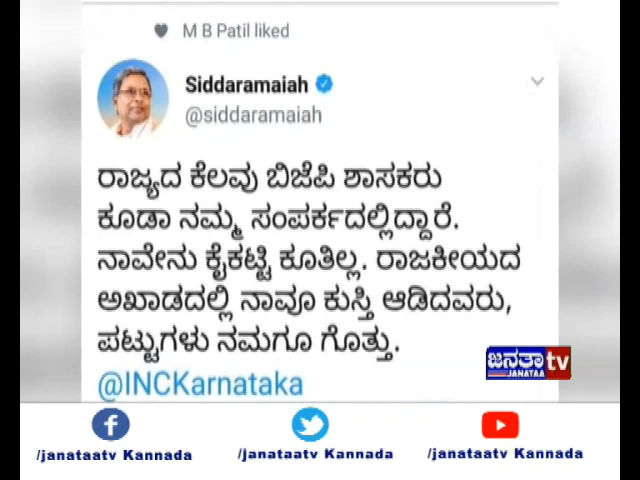 M B Patil liked
Siddaramaiah
@siddaramaiah
ರಾಜ್ಯದ ಕೆಲವು ಬಿಜೆಪಿ ಶಾಸಕರು
ಕೂಡಾ ನಮ್ಮ ಸಂಪರ್ಕದಲ್ಲಿದ್ದಾರೆ.
ನಾವೇನು ಕೈಕಟ್ಟಿ ಕೂತಿಲ್ಲ. ರಾಜಕೀಯದ
ಅಖಾಡದಲ್ಲಿ ನಾವೂ ಕುಸ್ತಿ ಆಡಿದವರು,
ಪಟ್ಟುಗಳು ನಮಗೂ ಗೊತ್ತು.
@INCKarnataka
ಜನತಾ tv
JANATAA
/janataatv Kannada /janataatv Kannada /janataatv Kannada